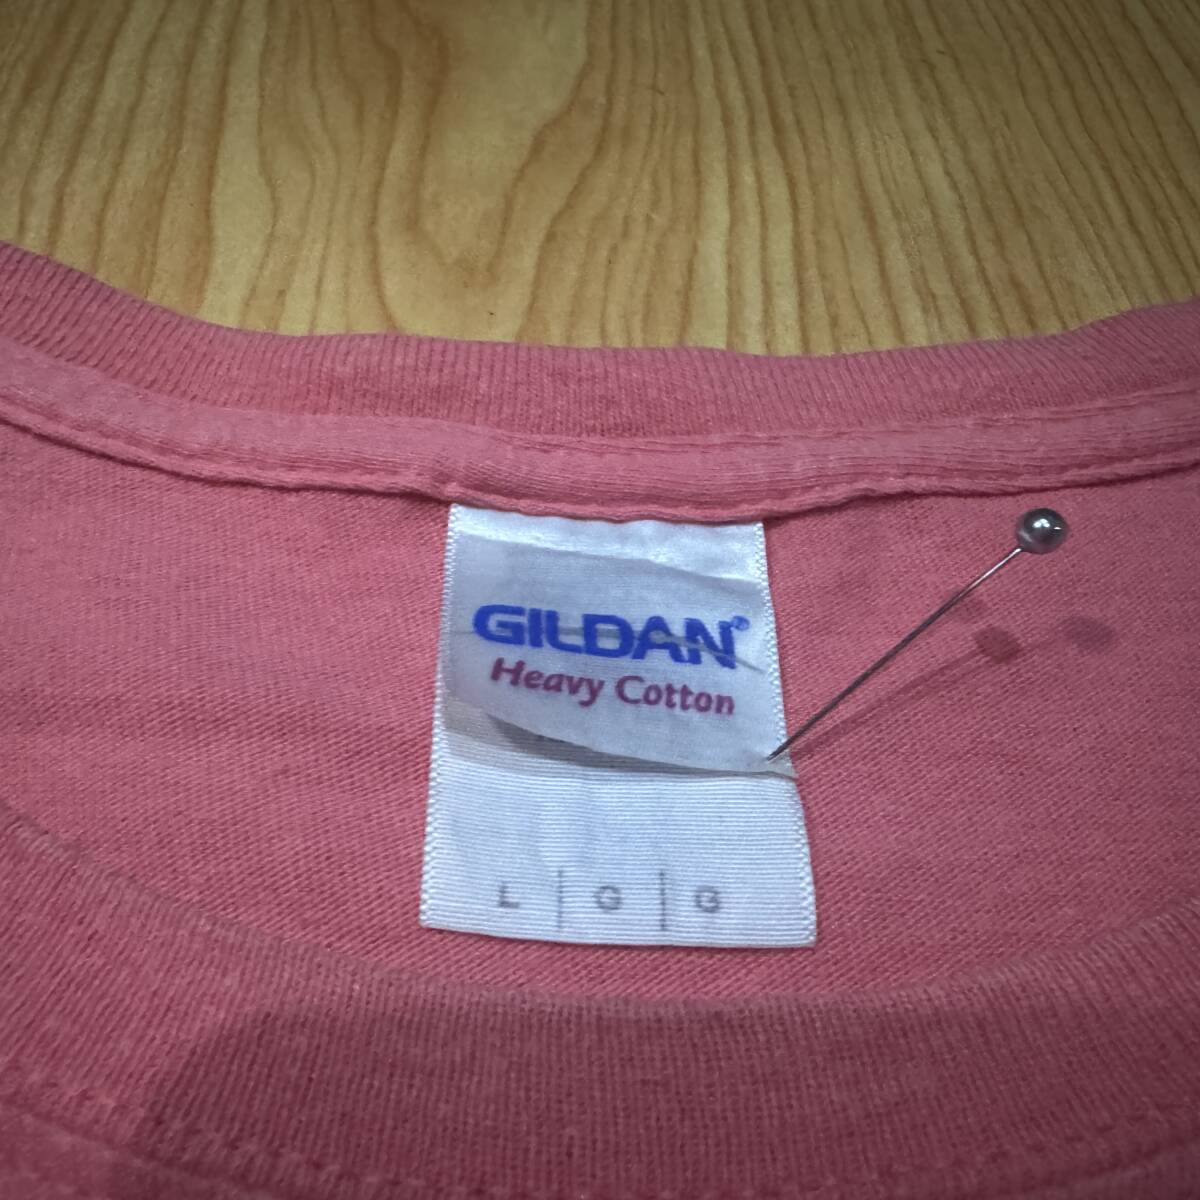 GILDAN®
Heavy Cotton
L | G | G